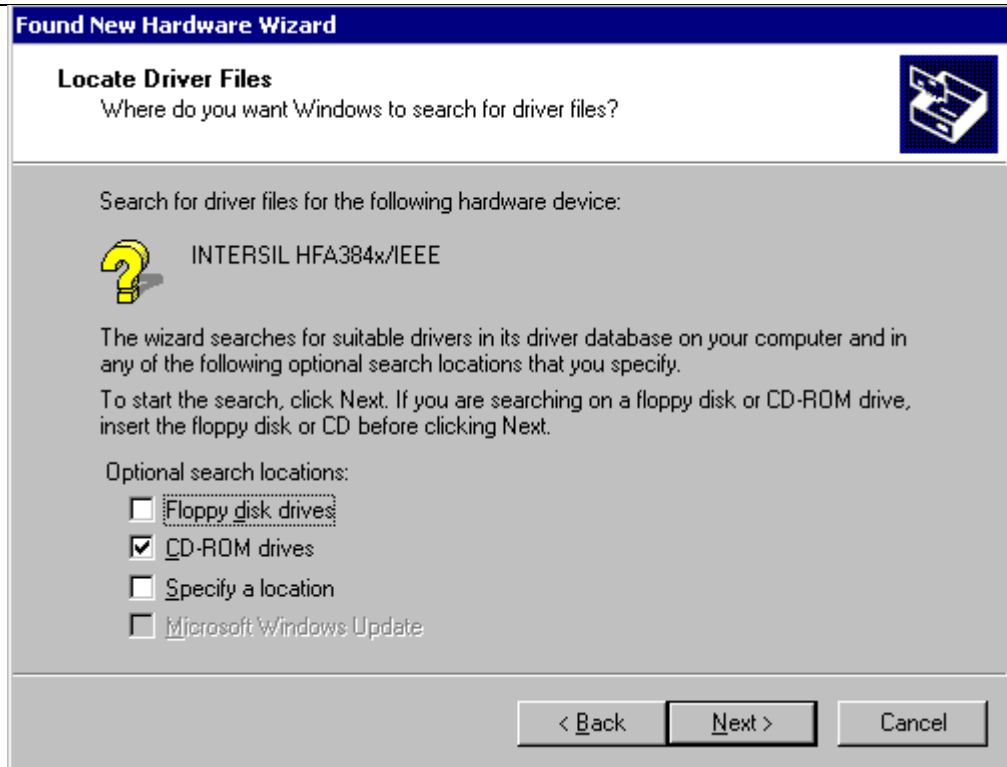 Found New Hardware Wizard
Locate Driver Files
Where do you want Windows to search for driver files?
Search for driver files for the following hardware device:
INTERSIL HFA384x/IEEE
The wizard searches for suitable drivers in its driver database on your computer and in
any of the following optional search locations that you specify.
To start the search, click Next. If you are searching on a floppy disk or CD-ROM drive,
insert the floppy disk or CD before clicking Next.
Optional search locations:
Floppy disk drives
CD-ROM drives
Specify a location
Microsoft Windows Update
< Back
Next >
Cancel